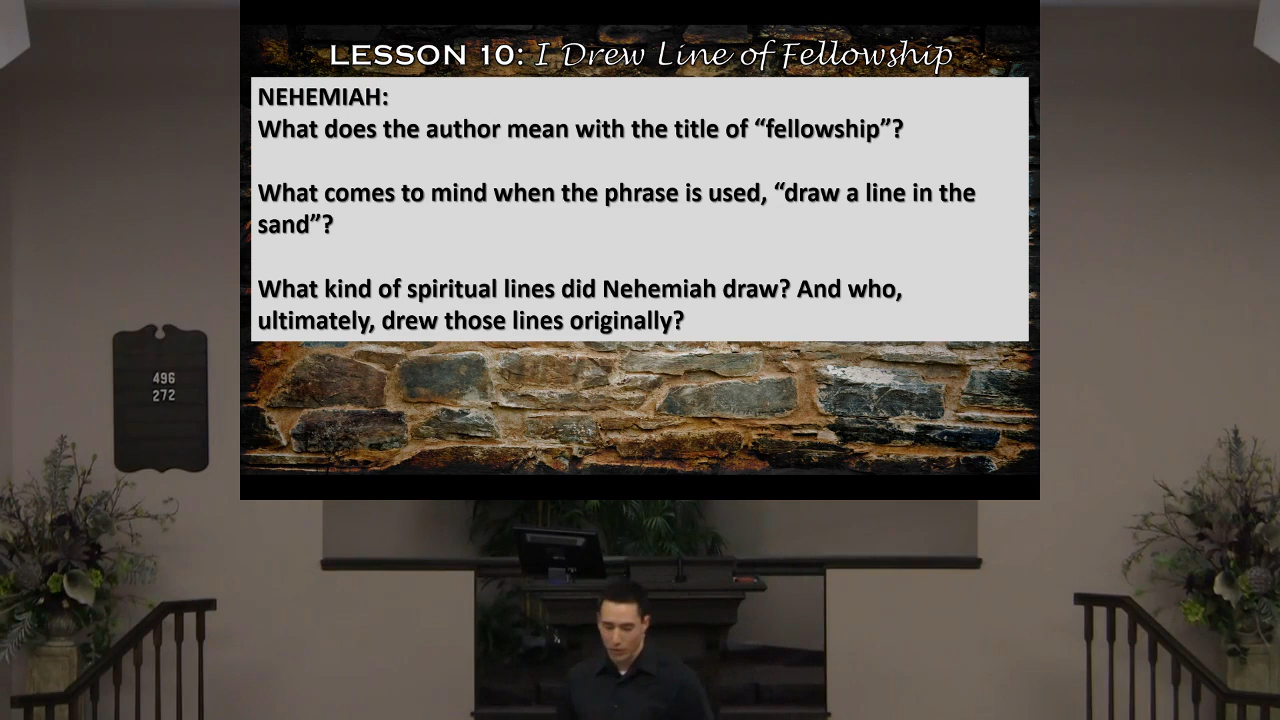 LESSON 10: I Drew Line of Fellowship
NEHEMIAH:
What does the author mean with the title of “fellowship”?
What comes to mind when the phrase is used, “draw a line in the
sand”?
What kind of spiritual lines did Nehemiah draw? And who,
ultimately, drew those lines originally?
496
272